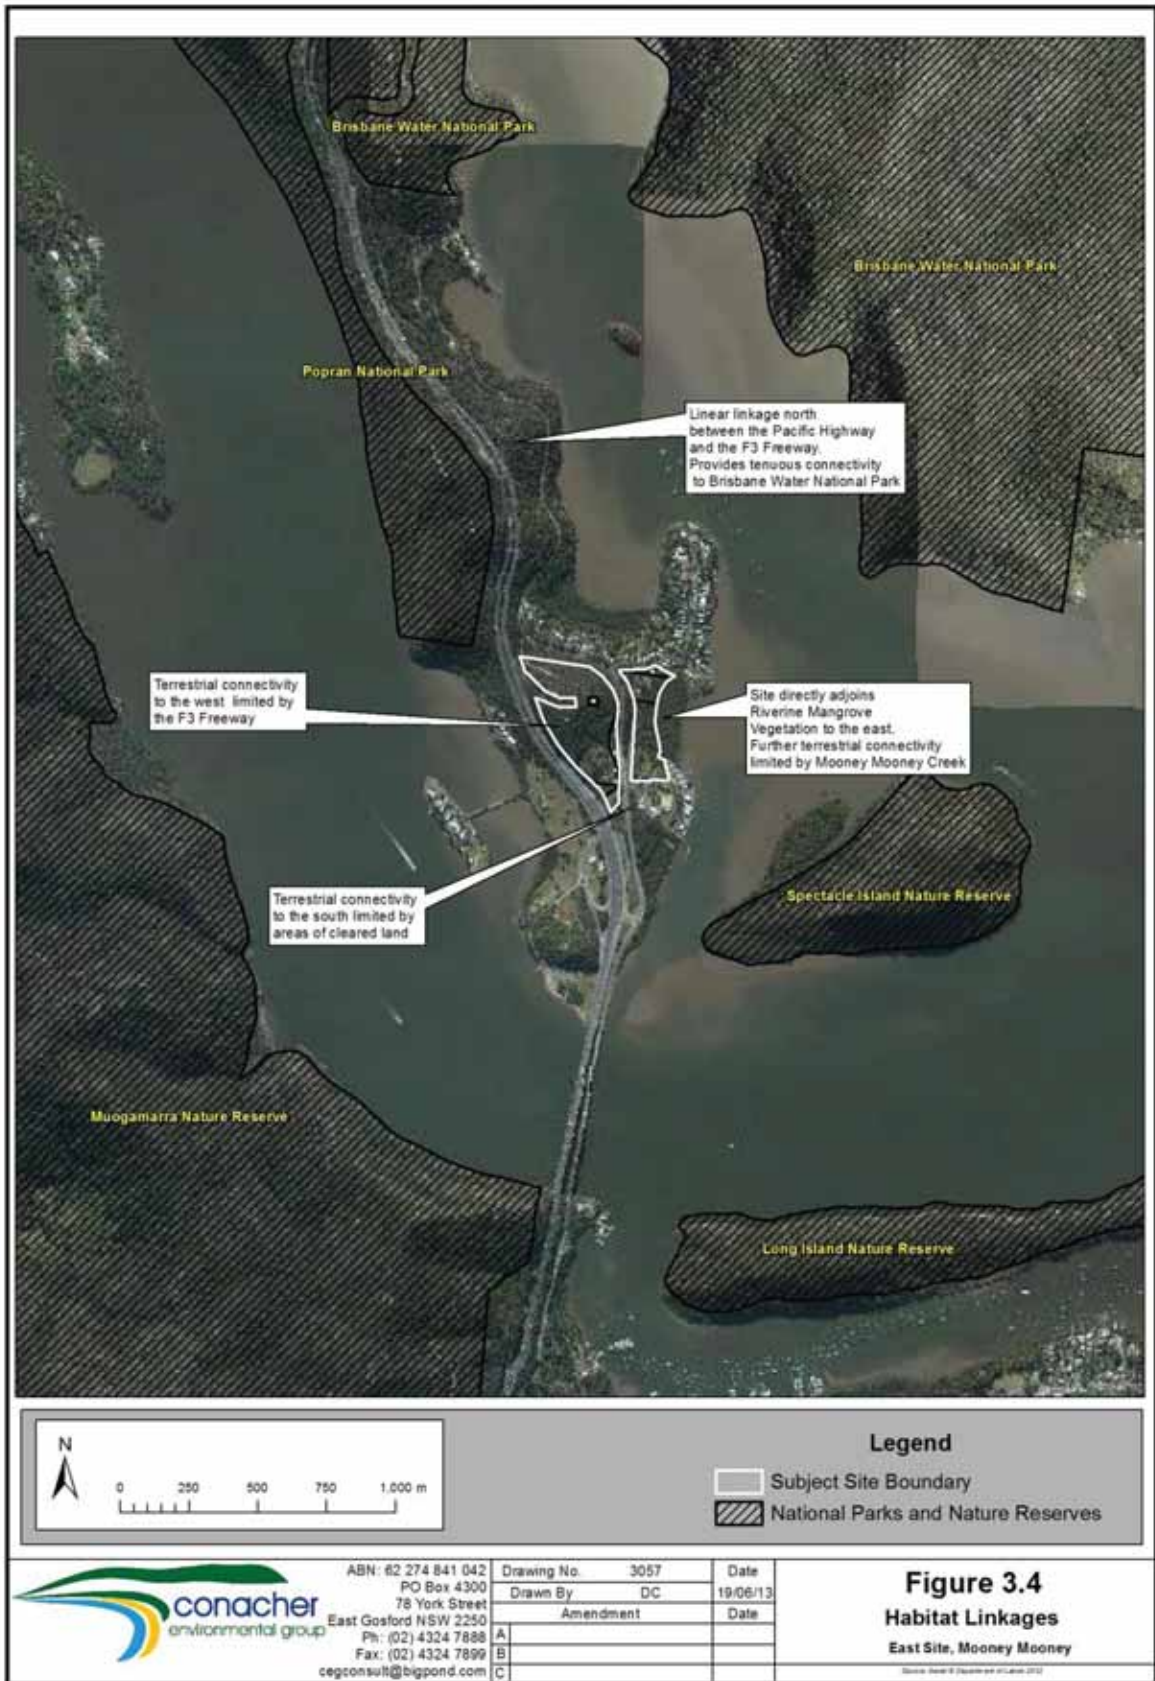 Brisbane Water National Park
Brisbane Water National Park
Popran National Park
Linear linkage north
between the Pacific Highway
and the F3 Freeway.
Provides tenuous connectivity
to Brisbane Water National Park
Terrestrial connectivity
to the west limited by
the F3 Freeway
Site directly adjoins
Riverine Mangrove
Vegetation to the east.
Further terrestrial connectivity
limited by Mooney Mooney Creek
Terrestrial connectivity
to the south limited by
areas of cleared land
Spectacle Island Nature Reserve
Muogamarra Nature Reserve
Long Island Nature Reserve
N
0 250 500 750 1,000 m
Legend
Subject Site Boundary
National Parks and Nature Reserves
conacher
environmental group
ABN: 62 274 841 042
PO Box 4300
78 York Street
East Gosford NSW 2250
Ph: (02) 4324 7888
Fax: (02) 4324 7899
cegconsult@bigpond.com
Drawing No. 3057 Date
Drawn By DC 19/06/13
Amendment Date
A
B
C
Figure 3.4
Habitat Linkages
East Site, Mooney Mooney